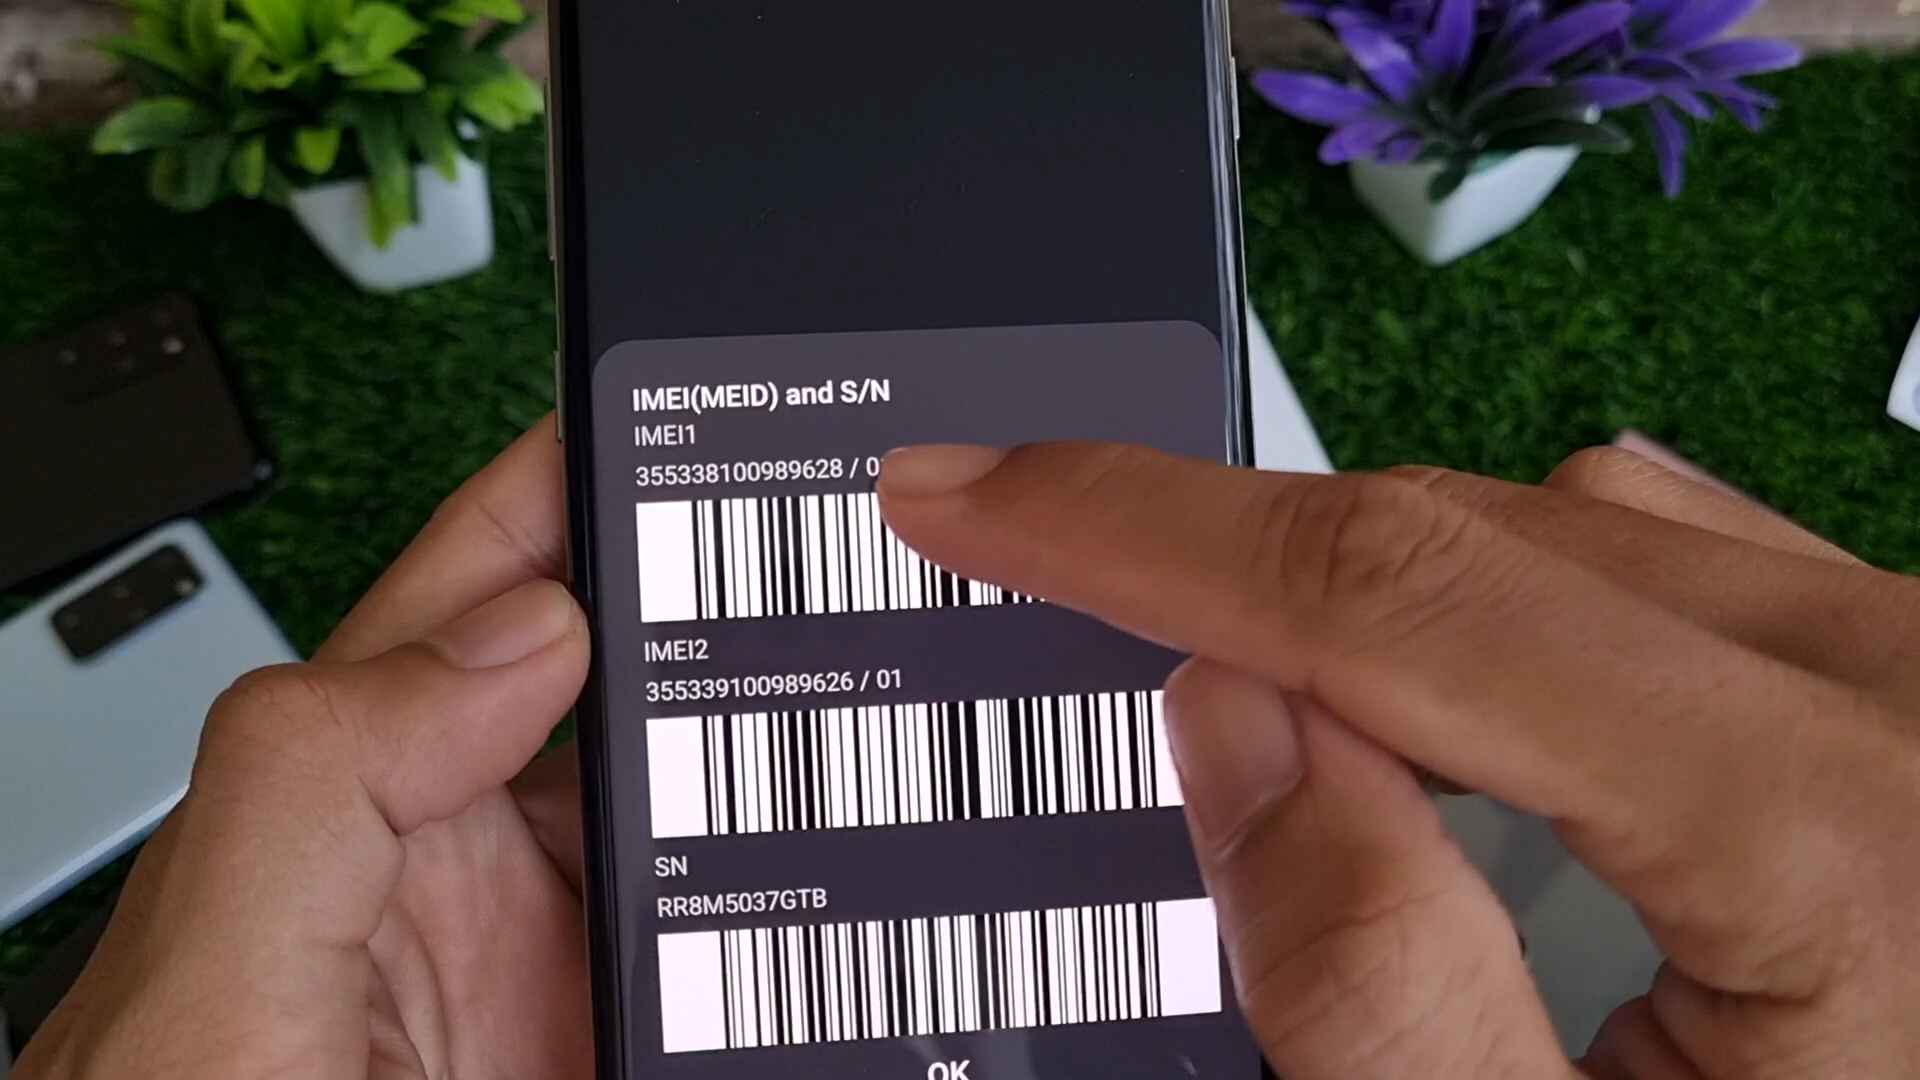 IMEI(MEID) and S/N
IMEI1
355338100989628 / 0
IMEI2
355339100989626 / 01
SN
RR8M5037GTB
OK